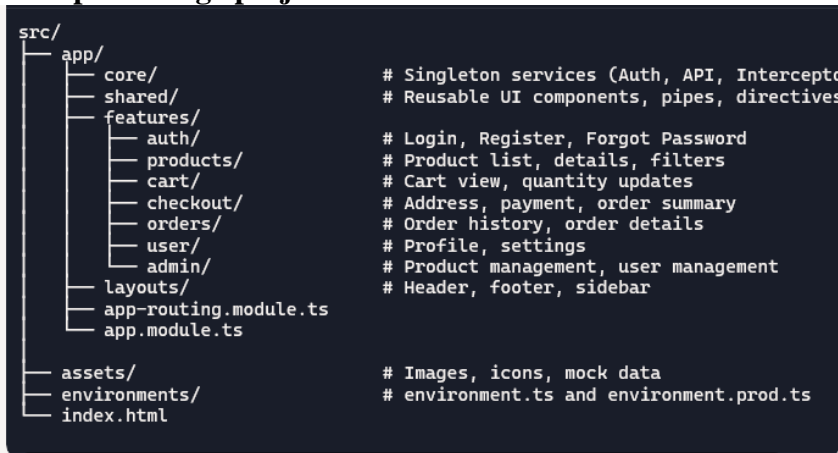 src/
├── app/
│   ├── core/                  # Singleton services (Auth, API,
│   ├── shared/                # Reusable UI components, pipes, directives
│   ├── features/
│   │   ├── auth/              # Login, Register, Forgot Password
│   │   ├── products/          # Product list, details, filters
│   │   ├── cart/              # Cart view, quantity updates
│   │   ├── checkout/          # Address, payment, order summary
│   │   ├── orders/            # Order history, order details
│   │   ├── user/              # Profile, settings
│   │   └── admin/             # Product management, user management
│   ├── layouts/               # Header, footer, sidebar
│   ├── app-routing.module.ts
│   └── app.module.ts
├── assets/                    # Images, icons, mock data
├── environments/              # environment.ts and environment.prod.ts
└── index.html